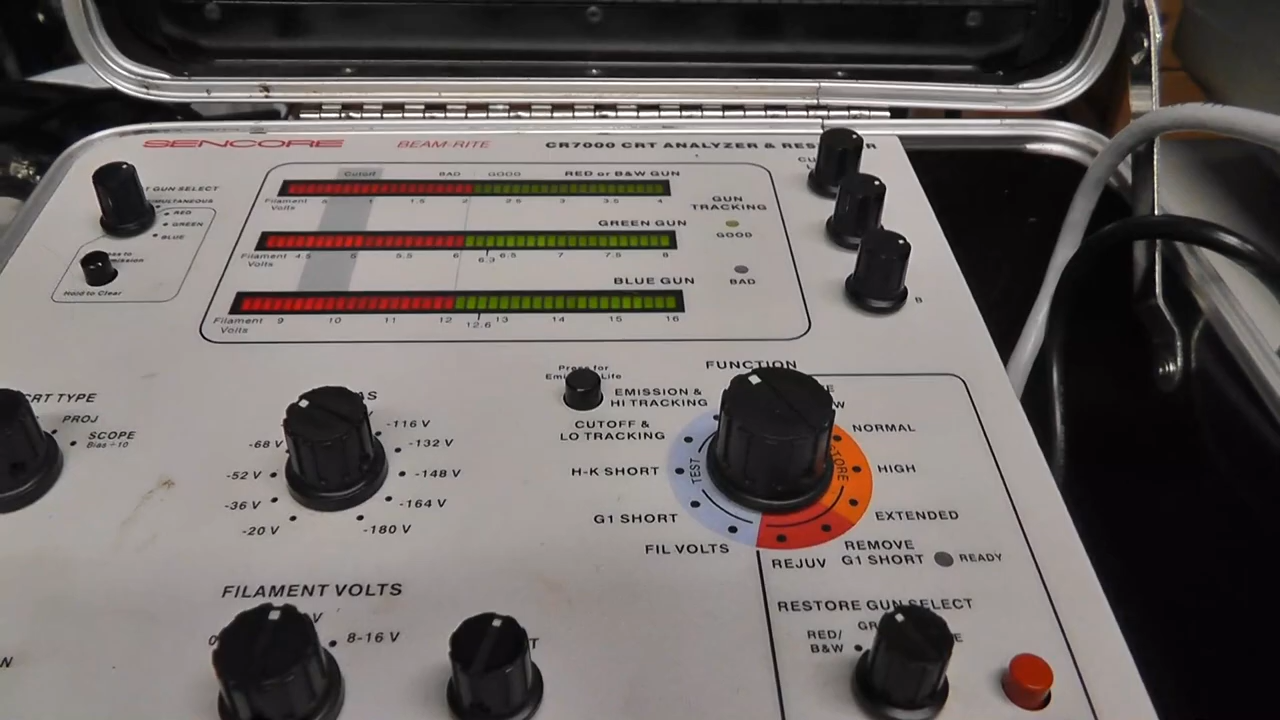 SENCORE BEAM-RITE CR7000 CRT ANALYZER &
GUN SELECT
RED
GREEN
BLUE
Hold to Clear
Cutoff BAD GOOD RED or B&W GUN
Filament
Volts
.5 1 1.5 2 2.5 3 3.5 4
GREEN GUN
Filament
Volts
4.5 5 5.5 6 6.3 6.5 7 7.5 8
BLUE GUN
Filament
Volts
9 10 11 12 12.6 13 14 15 16
GUN
TRACKING
GOOD
BAD
B
CRT TYPE
PROJ
SCOPE
Bias ÷10
-68 V
-52 V
-36 V
-20 V
-116 V
-132 V
-148 V
-164 V
-180 V
FUNCTION
EMISSION &
HI TRACKING
CUTOFF &
LO TRACKING
H-K SHORT
G1 SHORT
FIL VOLTS
TEST
NORMAL
HIGH
EXTENDED
REMOVE
G1 SHORT
REJUV
READY
FILAMENT VOLTS
8-16 V
RESTORE GUN SELECT
RED/
B&W